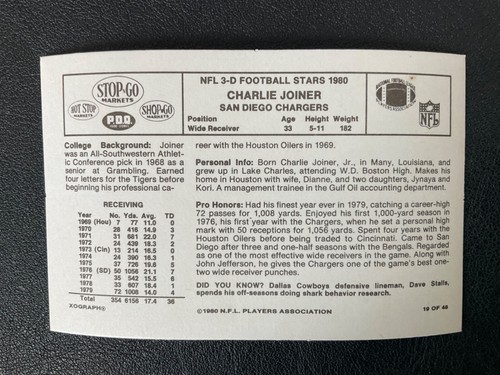 STOP-N-GO
MARKETS
HOT STOP
MARKETS
SHOP-N-GO
MARKETS
P.D.Q.
NFL 3-D FOOTBALL STARS 1980
CHARLIE JOINER
SAN DIEGO CHARGERS
Position Age Height Weight
Wide Receiver 33 5-11 182
NFL
College Background: Joiner
was an All-Southwestern Athlet-
ic Conference pick in 1968 as a
senior at Grambling. Earned
four letters for the Tigers before
beginning his professional ca-
reer with the Houston Oilers in 1969.
Personal Info: Born Charlie Joiner, Jr., in Many, Louisiana, and
grew up in Lake Charles, attending W.D. Boston High. Makes his
home in Houston with wife, Dianne, and two daughters, Jynaya and
Kori. A management trainee in the Gulf Oil accounting department.
Pro Honors: Had his finest year ever in 1979, catching a career-high
72 passes for 1,008 yards. Enjoyed his first 1,000-yard season in
1976, his first year with the Chargers, when he set a personal high
mark with 50 receptions for 1,056 yards. Spent four years with the
Houston Oilers before being traded to Cincinnati. Came to San
Diego after three and one-half seasons with the Bengals. Regarded
as one of the most effective wide receivers in the game. Along with
John Jefferson, he gives the Chargers one of the game's best one-
two wide receiver punches.
DID YOU KNOW? Dallas Cowboys defensive lineman, Dave Stalls,
spends his off-seasons doing shark behavior research.
RECEIVING
Year No. Yds. Avg. TD
1969 (Hou) 7 77 11.0 0
1970 28 416 14.9 3
1971 31 681 22.0 7
1972 24 439 18.3 2
1973 (Cin) 13 214 16.5 0
1974 24 390 16.3 1
1975 37 726 19.6 5
1976 (SD) 50 1056 21.1 7
1977 35 542 15.5 6
1978 33 607 18.4 1
1979 72 1008 14.0 4
Total 354 6156 17.4 36
XOGRAPH®
©1980 N.F.L. PLAYERS ASSOCIATION
19 OF 48